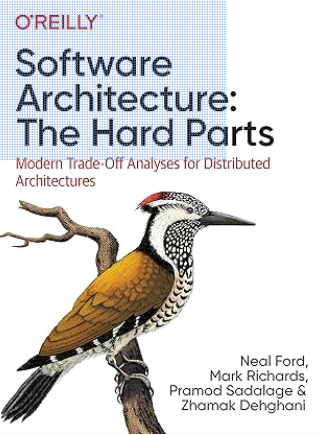 O'REILLY®
Software
Architecture:
The Hard Parts
Modern Trade-Off Analyses for Distributed
Architectures
Neal Ford,
Mark Richards,
Pramod Sadalage &
Zhamak Dehghani